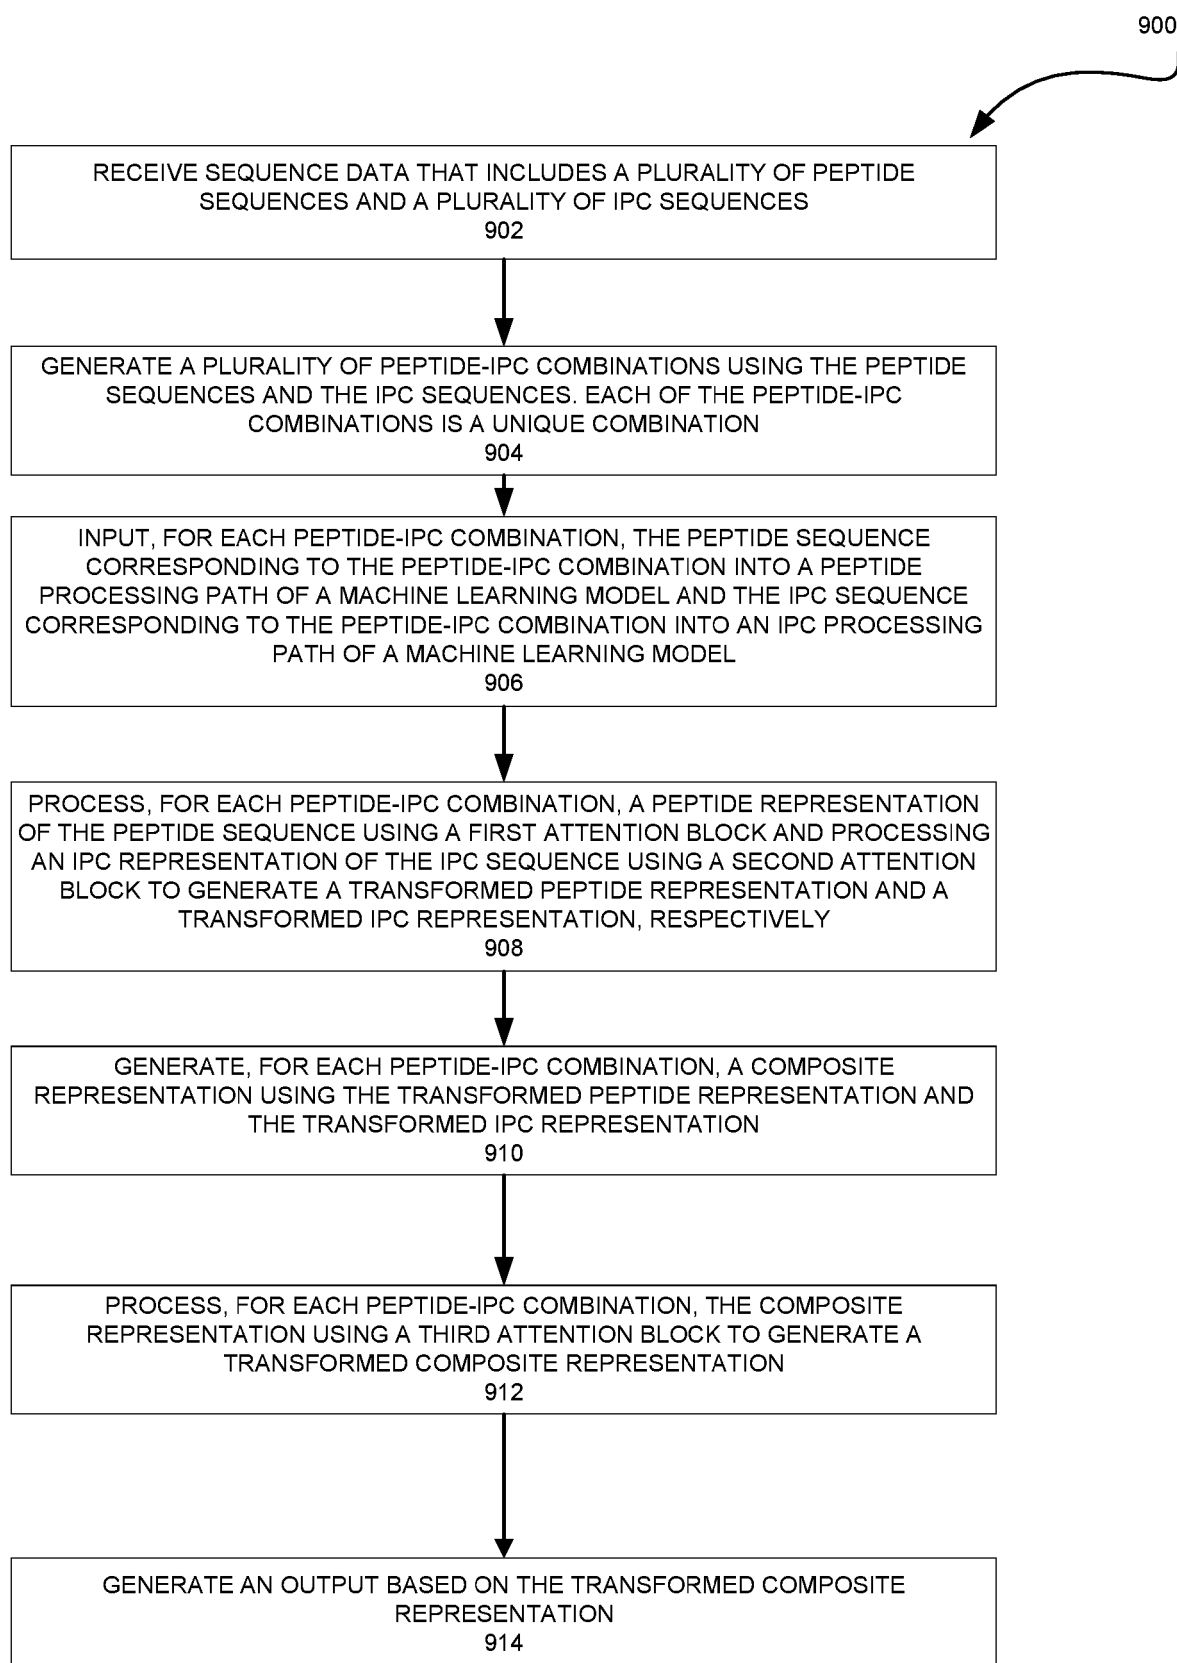 900
RECEIVE SEQUENCE DATA THAT INCLUDES A PLURALITY OF PEPTIDE
SEQUENCES AND A PLURALITY OF IPC SEQUENCES
902
GENERATE A PLURALITY OF PEPTIDE-IPC COMBINATIONS USING THE PEPTIDE
SEQUENCES AND THE IPC SEQUENCES. EACH OF THE PEPTIDE-IPC
COMBINATIONS IS A UNIQUE COMBINATION
904
INPUT, FOR EACH PEPTIDE-IPC COMBINATION, THE PEPTIDE SEQUENCE
CORRESPONDING TO THE PEPTIDE-IPC COMBINATION INTO A PEPTIDE
PROCESSING PATH OF A MACHINE LEARNING MODEL AND THE IPC SEQUENCE
CORRESPONDING TO THE PEPTIDE-IPC COMBINATION INTO AN IPC PROCESSING
PATH OF A MACHINE LEARNING MODEL
906
PROCESS, FOR EACH PEPTIDE-IPC COMBINATION, A PEPTIDE REPRESENTATION
OF THE PEPTIDE SEQUENCE USING A FIRST ATTENTION BLOCK AND PROCESSING
AN IPC REPRESENTATION OF THE IPC SEQUENCE USING A SECOND ATTENTION
BLOCK TO GENERATE A TRANSFORMED PEPTIDE REPRESENTATION AND A
TRANSFORMED IPC REPRESENTATION, RESPECTIVELY
908
GENERATE, FOR EACH PEPTIDE-IPC COMBINATION, A COMPOSITE
REPRESENTATION USING THE TRANSFORMED PEPTIDE REPRESENTATION AND
THE TRANSFORMED IPC REPRESENTATION
910
PROCESS, FOR EACH PEPTIDE-IPC COMBINATION, THE COMPOSITE
REPRESENTATION USING A THIRD ATTENTION BLOCK TO GENERATE A
TRANSFORMED COMPOSITE REPRESENTATION
912
GENERATE AN OUTPUT BASED ON THE TRANSFORMED COMPOSITE
REPRESENTATION
914